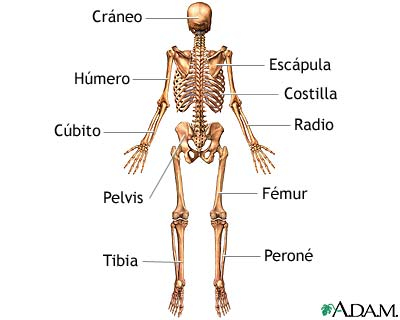 Cráneo
Escápula
Húmero
Costilla
Cúbito
Radio
Pelvis
Fémur
Tibia
Peroné
A.D.A.M.